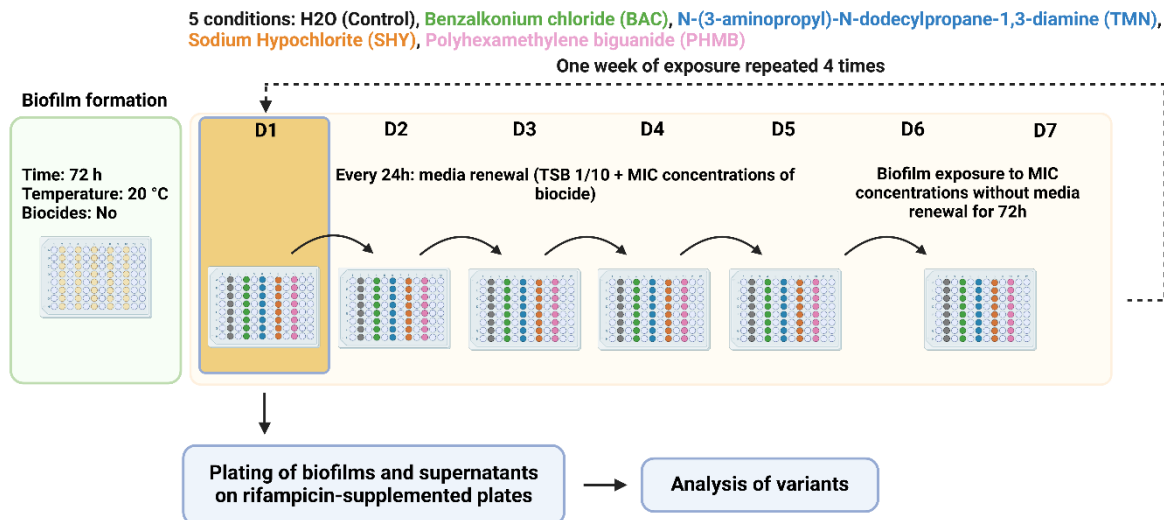 5 conditions: H2O (Control), Benzalkonium chloride (BAC), N-(3-aminopropyl)-N-dodecylpropane-1,3-diamine (TMN),
Sodium Hypochlorite (SHY), Polyhexamethylene biguanide (PHMB)
One week of exposure repeated 4 times
Biofilm formation
Time: 72 h
Temperature: 20 °C
Biocides: No
D1
D2
D3
D4
D5
D6
D7
Every 24h: media renewal (TSB 1/10 + MIC concentrations of
biocide)
Biofilm exposure to MIC
concentrations without media
renewal for 72h
Plating of biofilms and supernatants
on rifampicin-supplemented plates
Analysis of variants